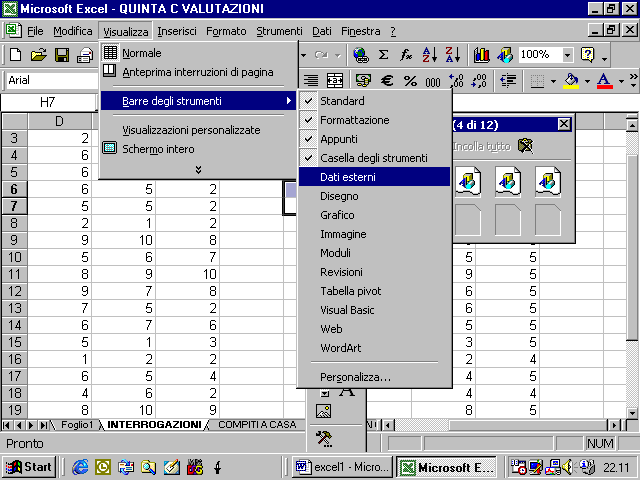 Microsoft Excel - QUINTA C VALUTAZIONI
File Modifica Visualizza Inserisci Formato Strumenti Dati Finestra ?
100%
Arial
000
H7
Normale
Anteprima interruzioni di pagina
Barre degli strumenti
Visualizzazioni personalizzate
Schermo intero
Standard
Formattazione
Appunti
Casella degli strumenti
Dati esterni
Disegno
Grafico
Immagine
Moduli
Revisioni
Tabella pivot
Visual Basic
Web
WordArt
Personalizza...
(4 di 12)
Incolla tutto
D
3 2
4 6
5 6
6 6 5 2
7 5 5 2
8 2 1 2
9 9 10 8
10 5 6 7 5 5
11 8 9 10 9 5
12 9 7 8 6 5
13 7 5 2 6 5
14 6 7 6 6 5
15 5 1 3 3 5
16 1 2 2 2 4
17 6 5 4 4 4
18 4 6 2 6 5
19 8 10 9 8 5
Foglio1 INTERROGAZIONI COMPITI A CASA
Pronto
NUM
Start
excel1 - Micro...
Microsoft E...
22.11